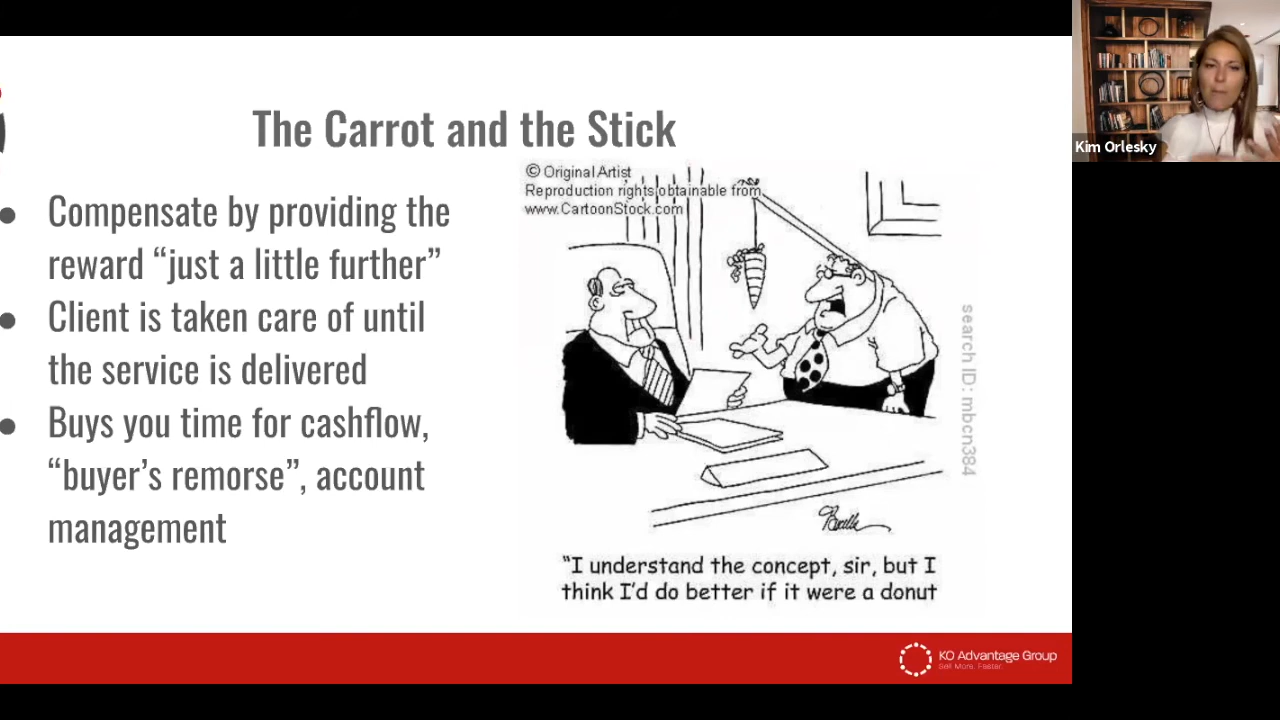 The Carrot and the Stick
Compensate by providing the
reward “just a little further”
Client is taken care of until
the service is delivered
Buys you time for cashflow,
“buyer’s remorse”, account
management
© Original Artist
Reproduction rights obtainable from
www.CartoonStock.com
search ID: mbcn384
“I understand the concept, sir, but I
think I’d do better if it were a donut
KO Advantage Group
Sell More. Faster.
Kim Orlesky